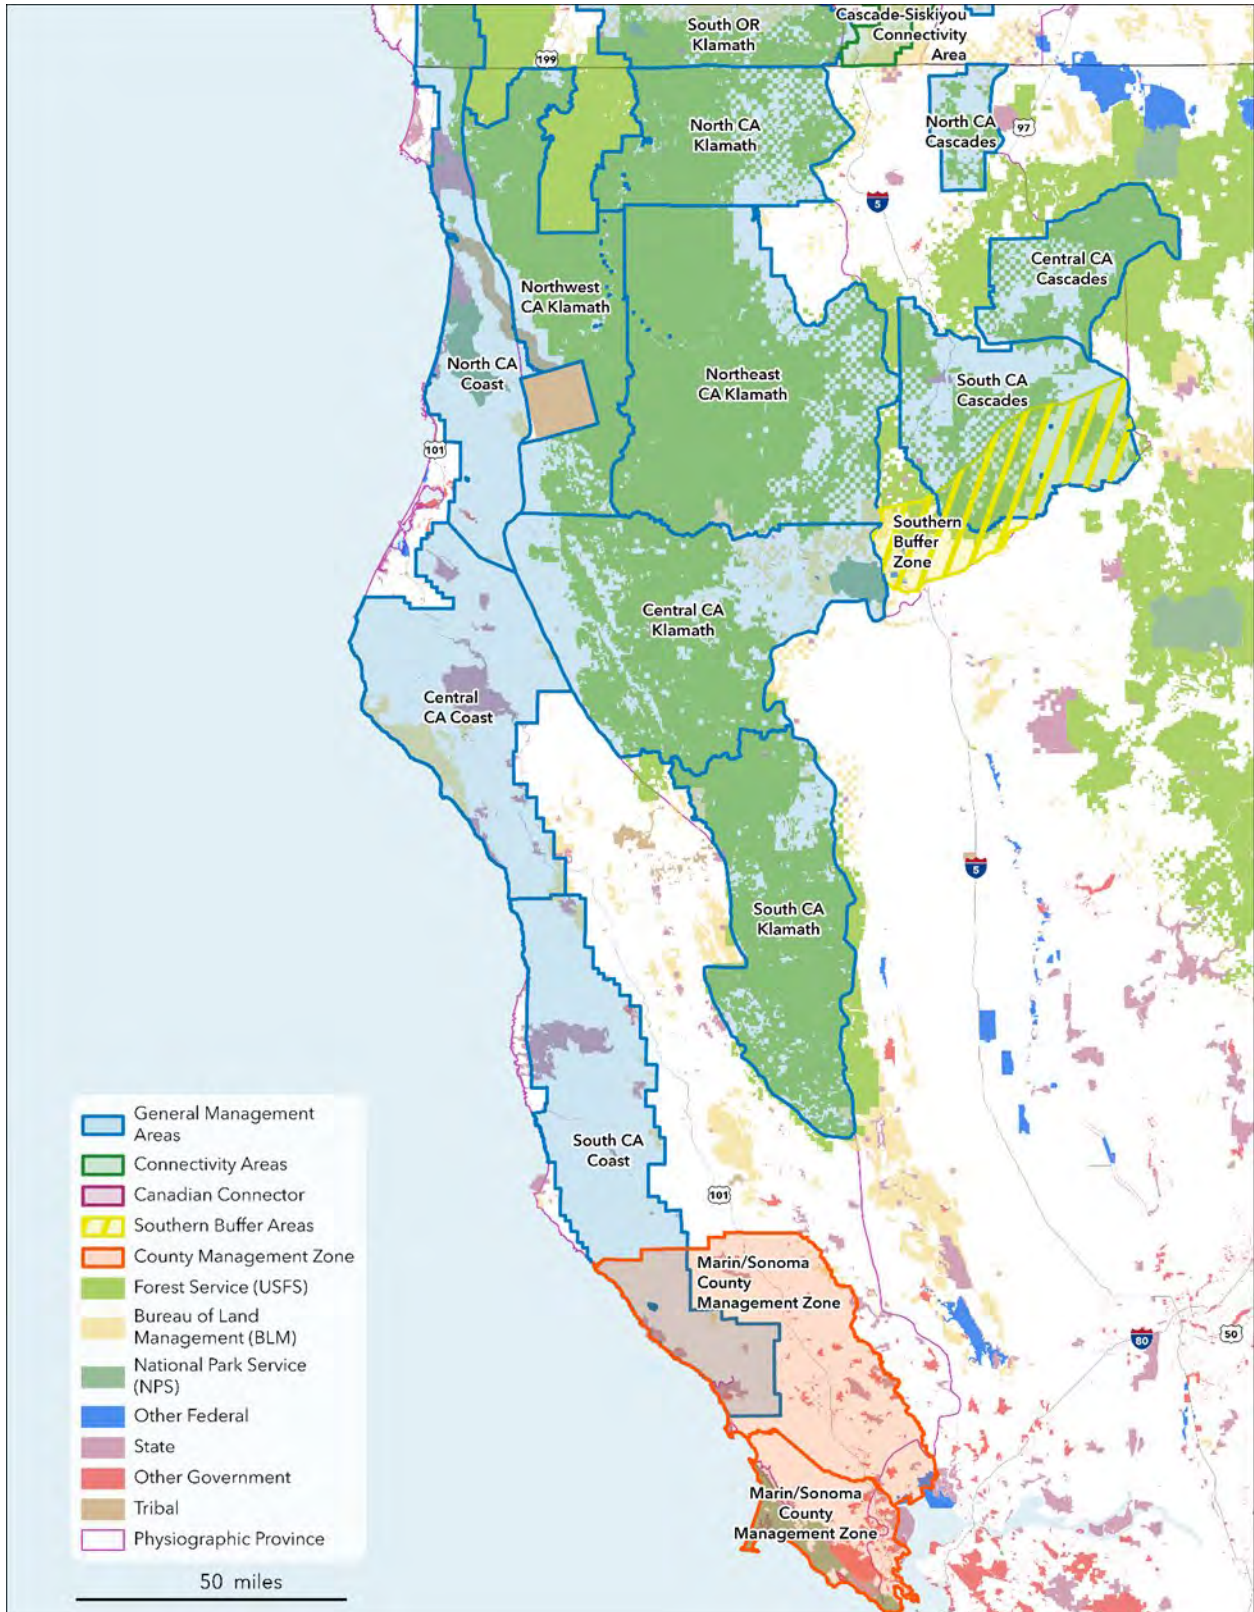 South OR
Klamath
Cascade-Siskiyou
Connectivity
Area
199
North CA
Klamath
North CA
Cascades
97
5
Central CA
Cascades
Northwest
CA Klamath
North CA
Coast
Northeast
CA Klamath
South CA
Cascades
101
Southern
Buffer
Zone
Central CA
Klamath
Central
CA Coast
5
South CA
Klamath
South CA
Coast
101
Marin/Sonoma
County
Management Zone
80
50
Marin/Sonoma
County
Management Zone
General Management
Areas
Connectivity Areas
Canadian Connector
Southern Buffer Areas
County Management Zone
Forest Service (USFS)
Bureau of Land
Management (BLM)
National Park Service
(NPS)
Other Federal
State
Other Government
Tribal
Physiographic Province
50 miles